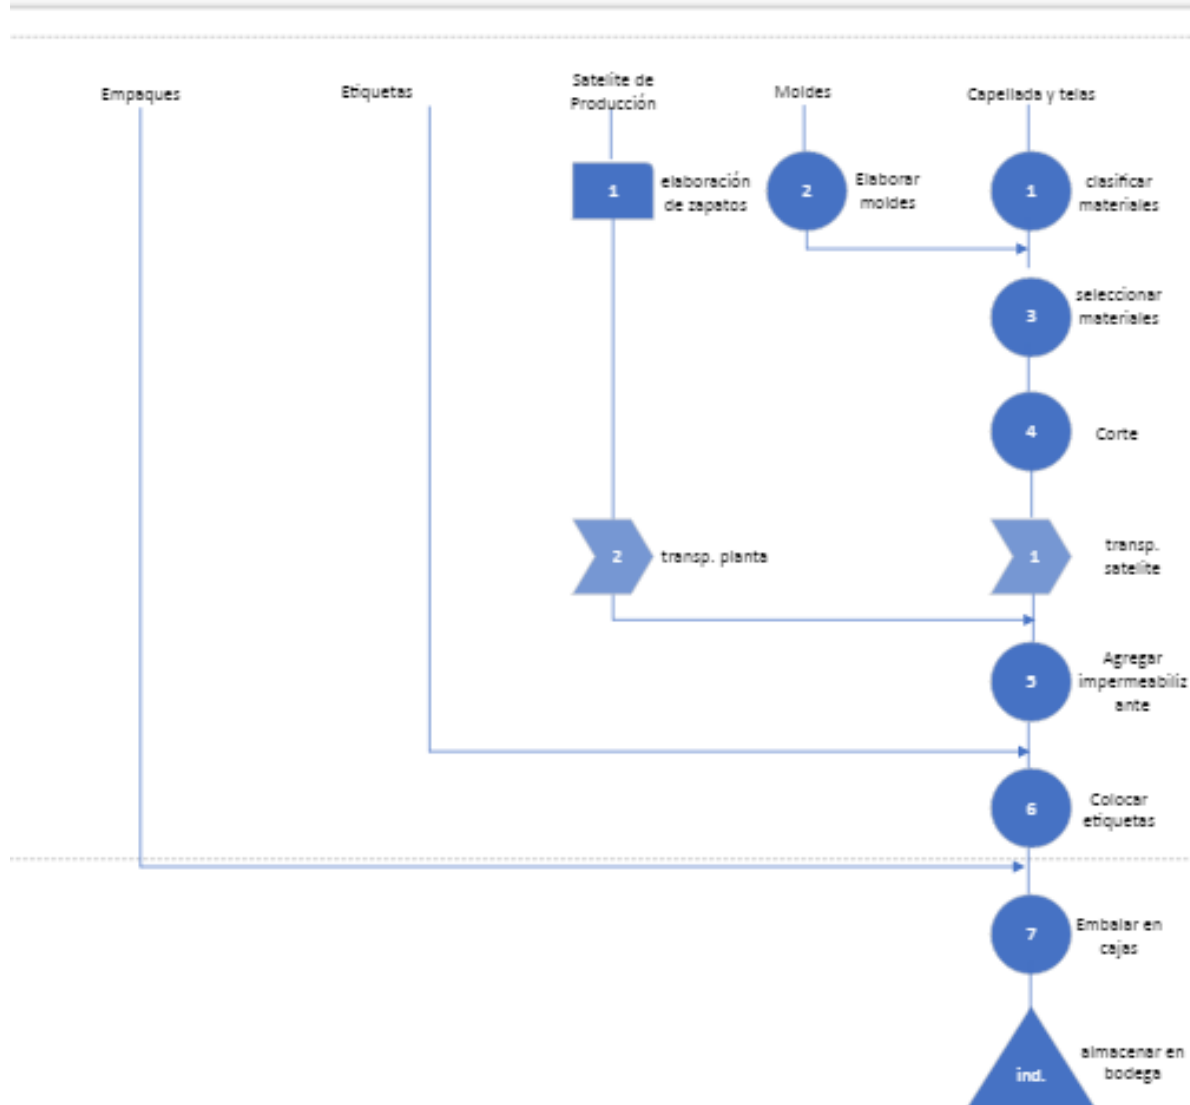 Empaques
Etiquetas
Satelite de
Producción
Moldes
Capellada y telas
1
elaboración
de zapatos
2
Elaborar
moldes
1
clasificar
materiales
3
seleccionar
materiales
4
Corte
2
transp. planta
1
transp.
satelite
5
Agregar
impermeabiliz
ante
6
Colocar
etiquetas
7
Embalar en
cajas
ind.
almacenar en
bodega